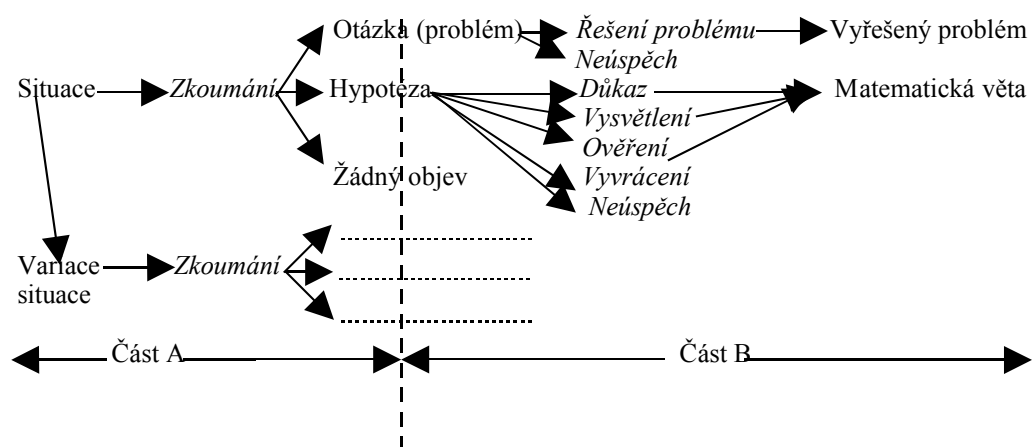 Otázka (problém)
Řešení problému
Vyřešený problém
Neúspěch
Situace
Zkoumání
Hypotéza
Důkaz
Matematická věta
Vysvětlení
Ověření
Žádný objev
Vyvrácení
Neúspěch
Variace
situace
Zkoumání
Část A
Část B